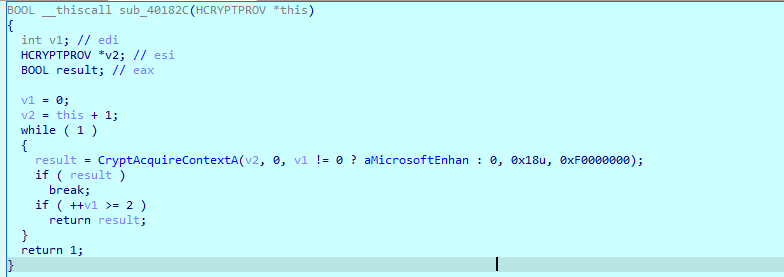 BOOL __thiscall sub_40182C(HCRYPTPROV *this)
{
int v1; // edi
HCRYPTPROV *v2; // esi
BOOL result; // eax
v1 = 0;
v2 = this + 1;
while ( 1 )
{
result = CryptAcquireContextA(v2, 0, v1 != 0 ? aMicrosoftEnhan : 0, 0x18u, 0xF0000000);
if ( result )
break;
if ( ++v1 >= 2 )
return result;
}
return 1;
}